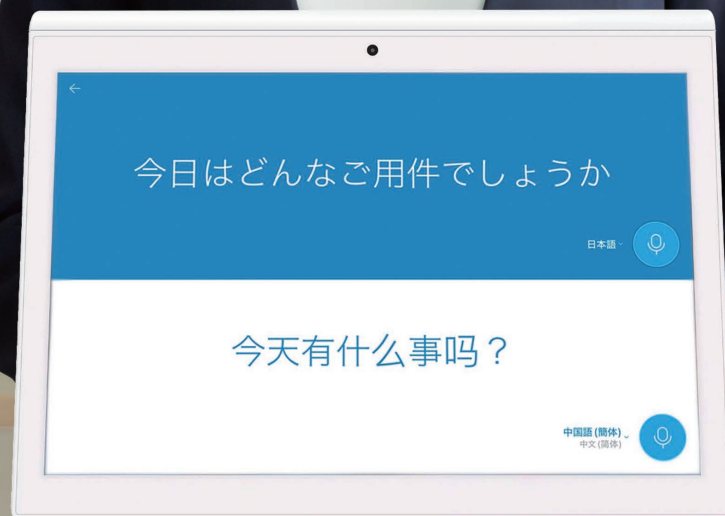 今日はどんなご用件でしょうか
日本語
今天有什么事吗？
中国語 (簡体)
中文 (简体)